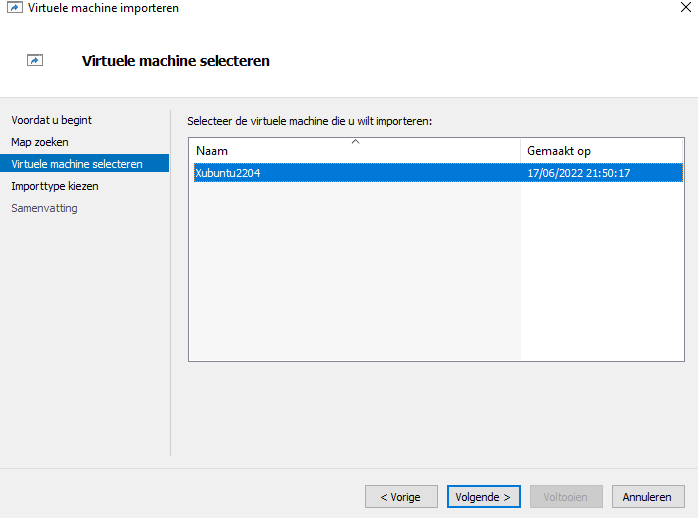 Virtuele machine importeren
Virtuele machine selecteren
Voordat u begint
Map zoeken
Virtuele machine selecteren
Importtype kiezen
Samenvatting
Selecteer de virtuele machine die u wilt importeren:
Naam Gemaakt op
Xubuntu2204 17/06/2022 21:50:17
< Vorige Volgende > Voltooien Annuleren